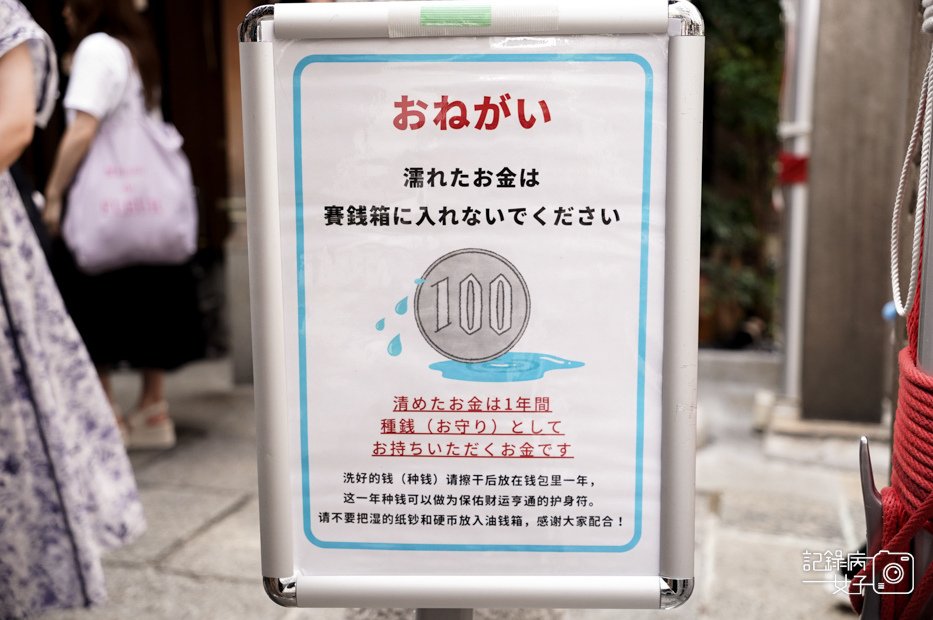 おねがい
濡れたお金は
賽銭箱に入れないでください
100
清めたお金は1年間
種銭（お守り）として
お持ちいただくお金です
洗好的钱（种钱）请擦干后放在钱包里一年，
这一年种钱可以做为保佑财运亨通的护身符。
请不要把湿的纸钞和硬币放入油钱箱，感谢大家配合！
記錄病
女子